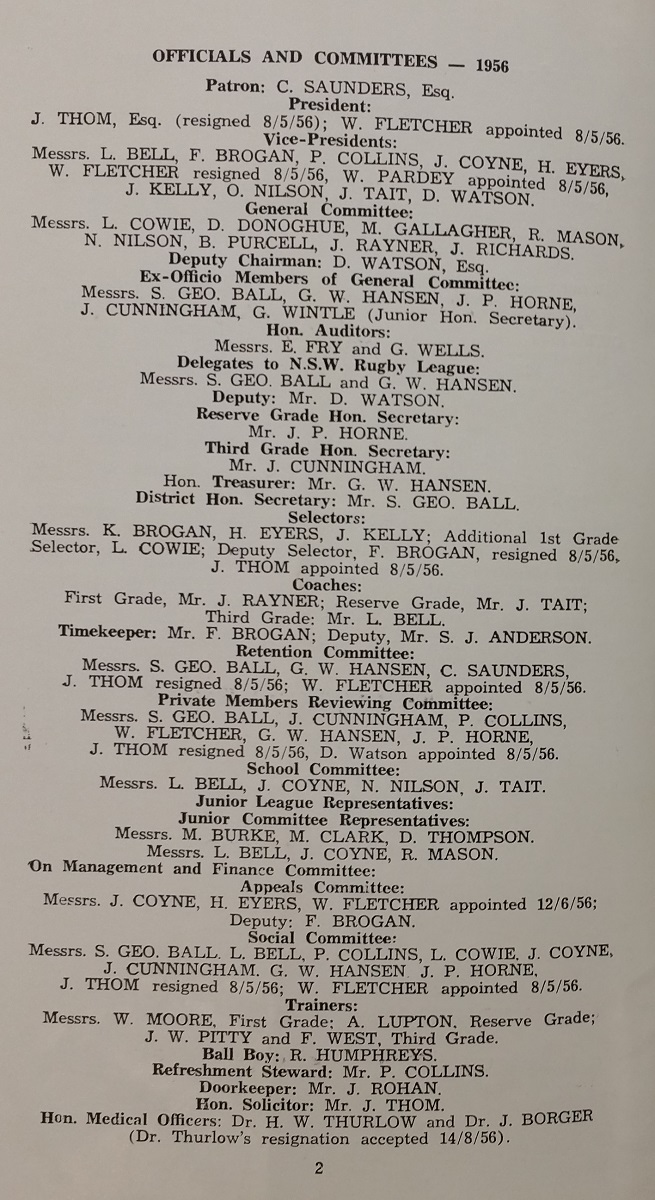 OFFICIALS AND COMMITTEES — 1956
Patron: C. SAUNDERS, Esq.
President:
J. THOM, Esq. (resigned 8/5/56); W. FLETCHER appointed 8/5/56.
Vice-Presidents:
Messrs. L. BELL, F. BROGAN, P. COLLINS, J. COYNE, H. EYERS,
W. FLETCHER resigned 8/5/56, W. PARDEY appointed 8/5/56,
J. KELLY, O. NILSON, J. TAIT, D. WATSON.
General Committee:
Messrs. L. COWIE, D. DONOGHUE, M. GALLAGHER, R. MASON,
N. NILSON, B. PURCELL, J. RAYNER, J. RICHARDS.
Deputy Chairman: D. WATSON, Esq.
Ex-Officio Members of General Committee:
Messrs. S. GEO. BALL, G. W. HANSEN, J. P. HORNE,
J. CUNNINGHAM, G. WINTLE (Junior Hon. Secretary).
Hon. Auditors:
Messrs. E. FRY and G. WELLS.
Delegates to N.S.W. Rugby League:
Messrs. S. GEO. BALL and G. W. HANSEN.
Deputy: Mr. D. WATSON.
Reserve Grade Hon. Secretary:
Mr. J. P. HORNE.
Third Grade Hon. Secretary:
Mr. J. CUNNINGHAM.
Hon. Treasurer: Mr. G. W. HANSEN.
District Hon. Secretary: Mr. S. GEO. BALL.
Selectors:
Messrs. K. BROGAN, H. EYERS, J. KELLY; Additional 1st Grade
Selector, L. COWIE; Deputy Selector, F. BROGAN, resigned 8/5/56,
J. THOM appointed 8/5/56.
Coaches:
First Grade, Mr. J. RAYNER; Reserve Grade, Mr. J. TAIT;
Third Grade: Mr. L. BELL.
Timekeeper: Mr. F. BROGAN; Deputy, Mr. S. J. ANDERSON.
Retention Committee:
Messrs. S. GEO. BALL, G. W. HANSEN, C. SAUNDERS,
J. THOM resigned 8/5/56; W. FLETCHER appointed 8/5/56.
Private Members Reviewing Committee:
Messrs. S. GEO. BALL, J. CUNNINGHAM, P. COLLINS,
W. FLETCHER, G. W. HANSEN, J. P. HORNE,
J. THOM resigned 8/5/56, D. Watson appointed 8/5/56.
School Committee:
Messrs. L. BELL, J. COYNE, N. NILSON, J. TAIT.
Junior League Representatives:
Junior Committee Representatives:
Messrs. M. BURKE, M. CLARK, D. THOMPSON.
Messrs. L. BELL, J. COYNE, R. MASON.
On Management and Finance Committee:
Appeals Committee:
Messrs. J. COYNE, H. EYERS, W. FLETCHER appointed 12/6/56;
Deputy: F. BROGAN.
Social Committee:
Messrs. S. GEO. BALL. L. BELL, P. COLLINS, L. COWIE, J. COYNE,
J. CUNNINGHAM. G. W. HANSEN J. P. HORNE,
J. THOM resigned 8/5/56; W. FLETCHER appointed 8/5/56.
Trainers:
Messrs. W. MOORE, First Grade; A. LUPTON. Reserve Grade;
J. W. PITTY and F. WEST, Third Grade.
Ball Boy: R. HUMPHREYS.
Refreshment Steward: Mr. P. COLLINS.
Doorkeeper: Mr. J. ROHAN.
Hon. Solicitor: Mr. J. THOM.
Hon. Medical Officers: Dr. H. W. THURLOW and Dr. J. BORGER
(Dr. Thurlow's resignation accepted 14/8/56).
2